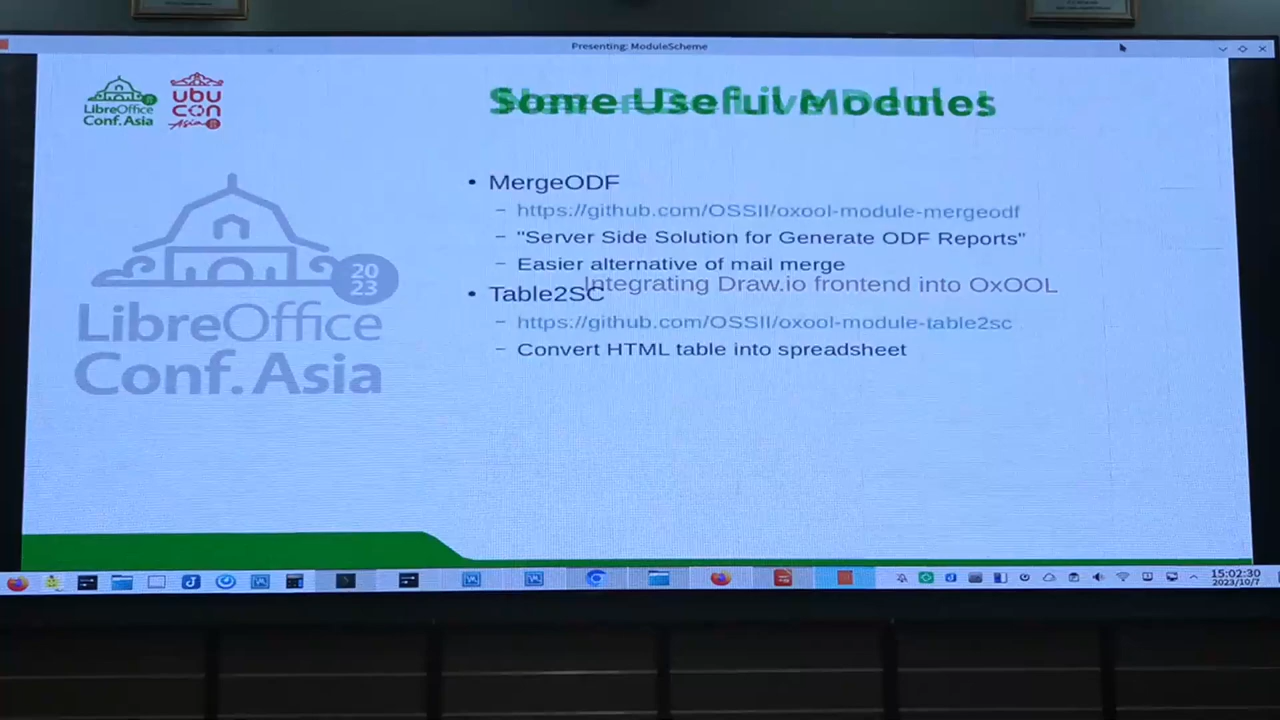 Presenting: ModuleScheme
LibreOffice
Conf.Asia
ubu
con
Asia
Some Useful Modules
• MergeODF
– https://github.com/OSSII/oxool-module-mergeodf
– "Server Side Solution for Generate ODF Reports"
– Easier alternative of mail merge
Integrating Draw.io frontend into OxOOL
• Table2SC
– https://github.com/OSSII/oxool-module-table2sc
– Convert HTML table into spreadsheet
20
23
LibreOffice
Conf.Asia
15:02:30
2023/10/7